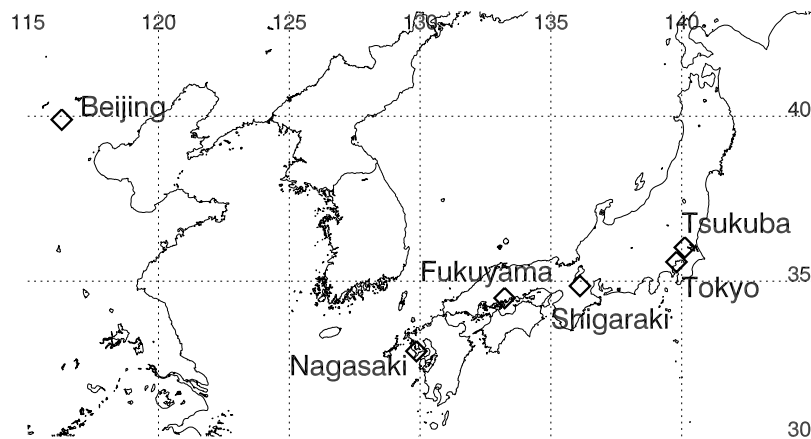 115 120 125 130 135 140
Beijing
40
Tsukuba
Fukuyama
35
Tokyo
Shigaraki
Nagasaki
30